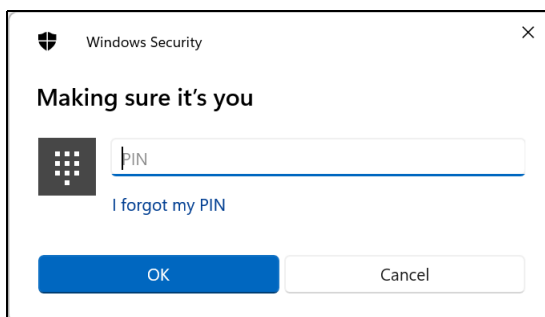 Windows Security
Making sure it's you
PIN
I forgot my PIN
OK Cancel